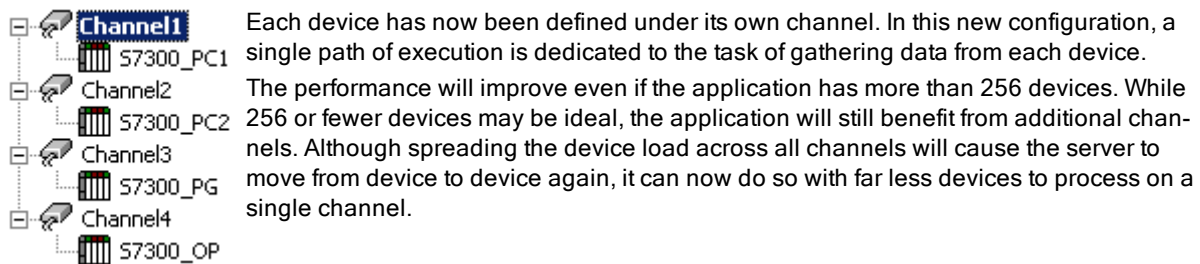 Channel1
S7300_PC1
Channel2
S7300_PC2
Channel3
S7300_PG
Channel4
S7300_OP
Each device has now been defined under its own channel. In this new configuration, a
single path of execution is dedicated to the task of gathering data from each device.
The performance will improve even if the application has more than 256 devices. While
256 or fewer devices may be ideal, the application will still benefit from additional chan-
nels. Although spreading the device load across all channels will cause the server to
move from device to device again, it can now do so with far less devices to process on a
single channel.